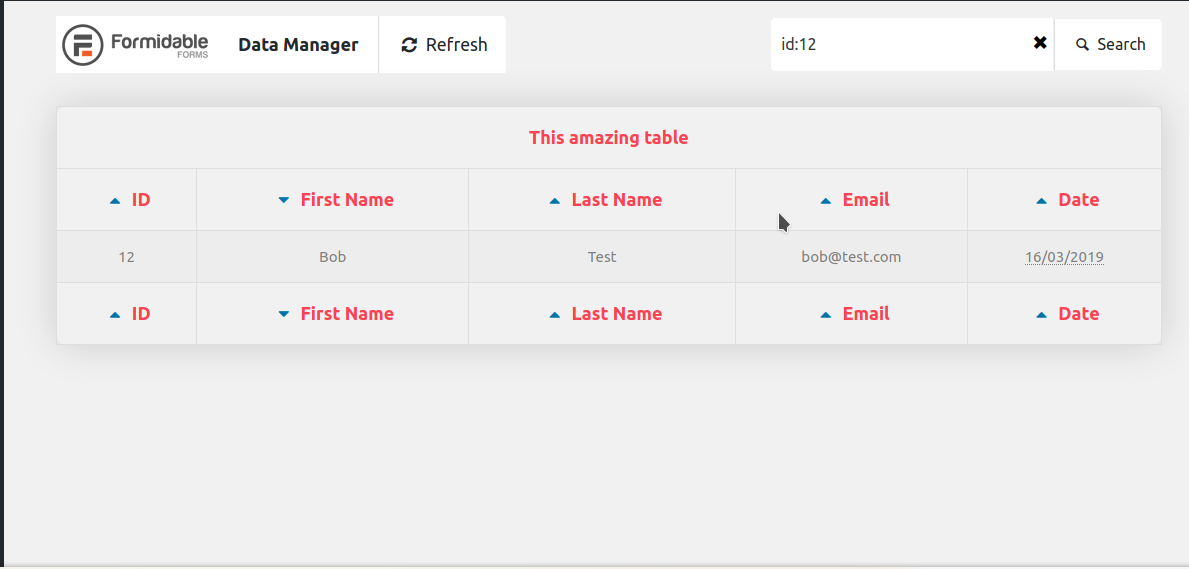 Formidable FORMS Data Manager Refresh id:12 Search
This amazing table
ID First Name Last Name Email Date
12 Bob Test bob@test.com 16/03/2019
ID First Name Last Name Email Date